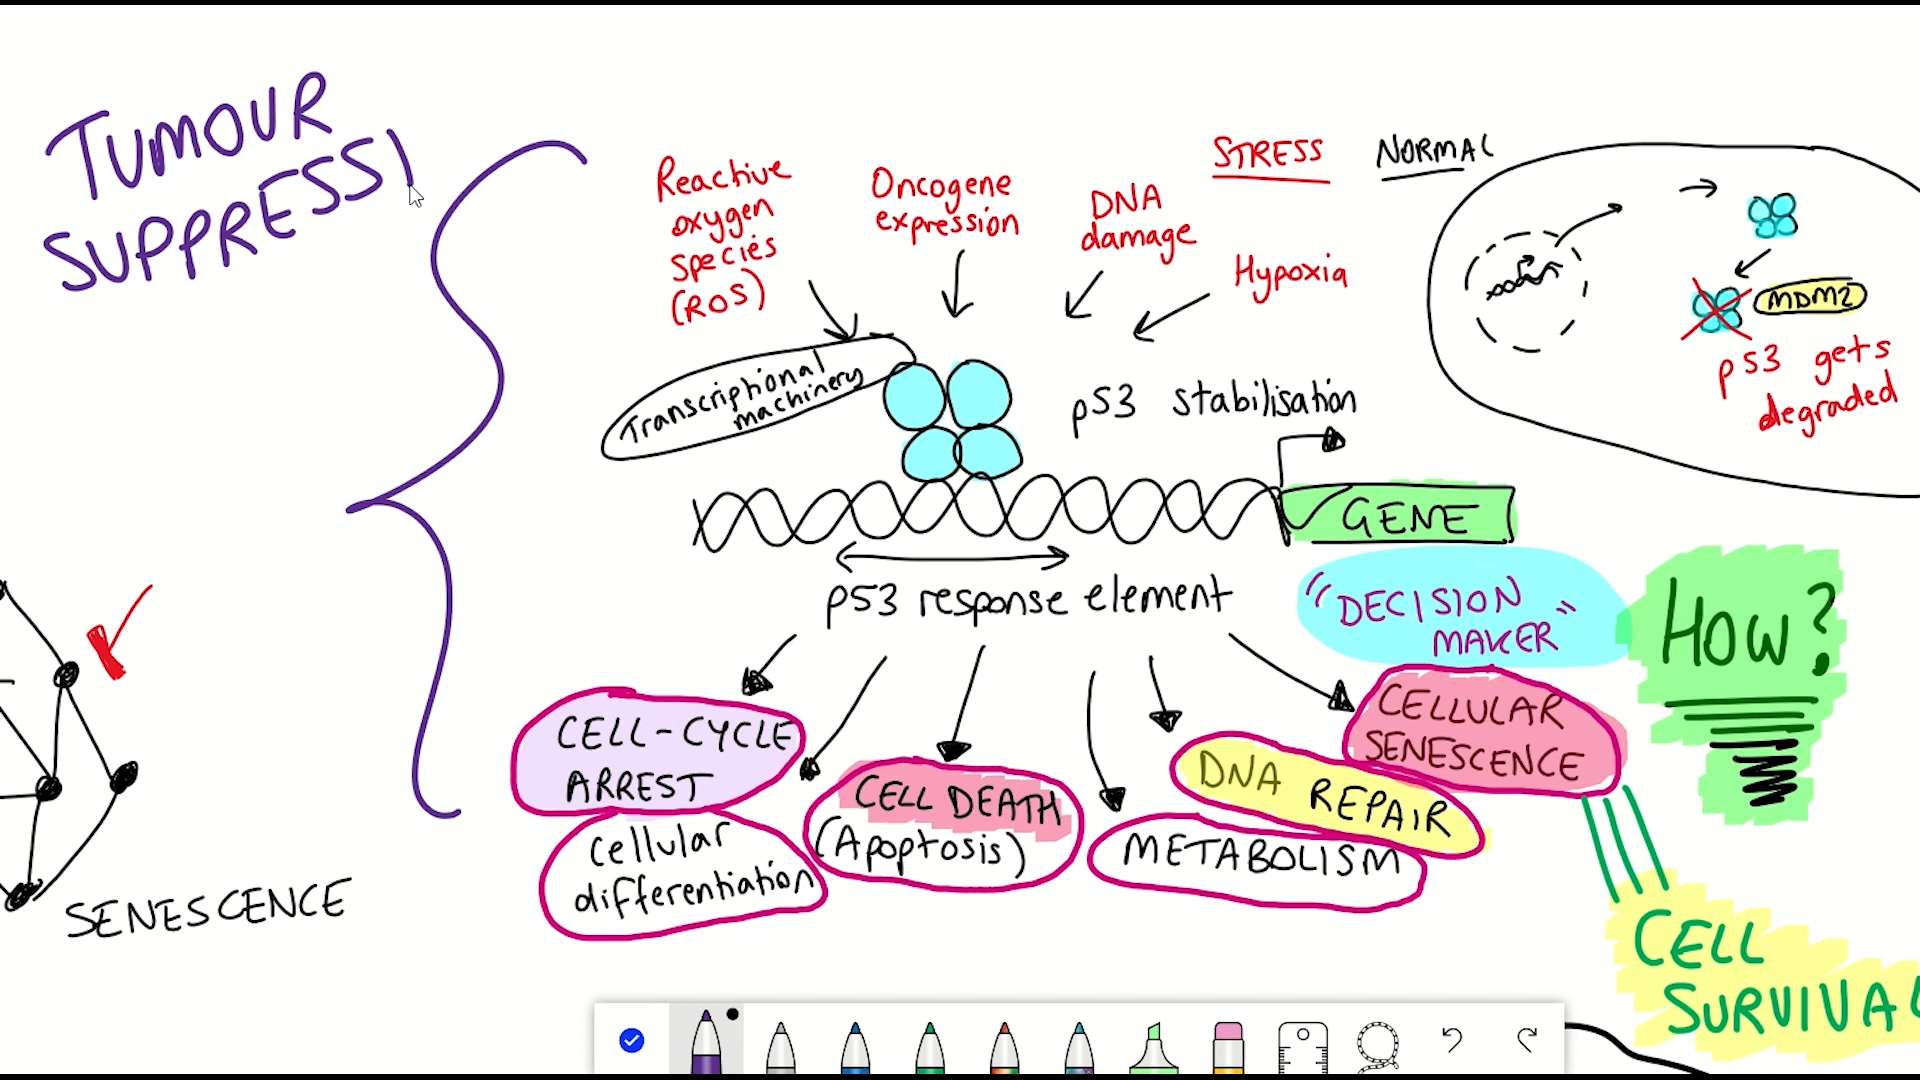 TUMOUR
SUPPRESSI
Reactive
oxygen
species
(ROS)
Oncogene
expression
DNA
damage
STRESS
Hypoxia
NORMAL
MDM2
p53 gets
degraded
Transcriptional
machinery
p53 stabilisation
GENE
p53 response element
"DECISION
MAKER"
HOW?
CELL-CYCLE
ARREST
Cellular
differentiation
CELL DEATH
(Apoptosis)
METABOLISM
DNA REPAIR
CELLULAR
SENESCENCE
SENESCENCE
CELL
SURVIVAL